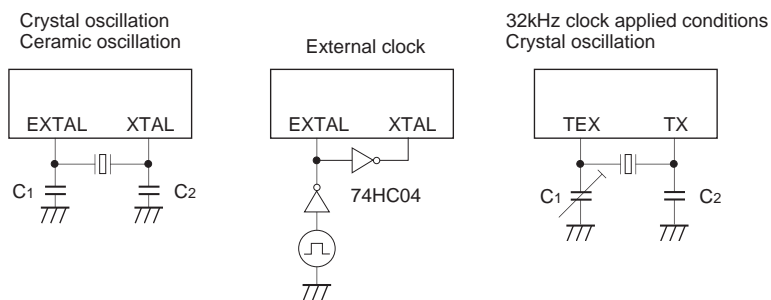 Crystal oscillation
Ceramic oscillation
EXTAL XTAL
C1 C2
External clock
EXTAL XTAL
74HC04
32kHz clock applied conditions
Crystal oscillation
TEX TX
C1 C2